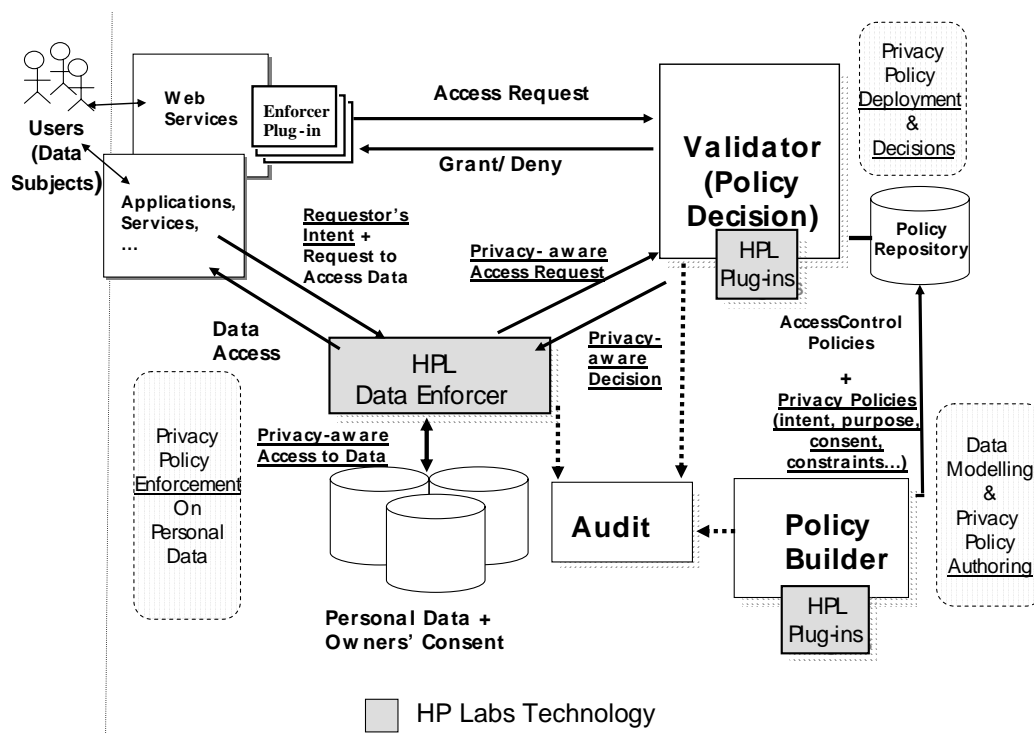 Users
(Data
Subjects)
Web
Services
Enforcer
Plug-in
Access Request
Grant/ Deny
Validator
(Policy
Decision)
HPL
Plug-ins
Privacy
Policy
Deployment
&
Decisions
Policy
Repository
Applications,
Services,
…
Requestor's
Intent +
Request to
Access Data
Privacy- aware
Access Request
Data
Access
HPL
Data Enforcer
Privacy-
aware
Decision
AccessControl
Policies
+
Privacy Policies
(intent, purpose,
consent,
constraints…)
Privacy
Policy
Enforcement
On
Personal
Data
Privacy-aware
Access to Data
Personal Data +
Owners' Consent
Audit
Policy
Builder
HPL
Plug-ins
Data
Modelling
&
Privacy
Policy
Authoring
HP Labs Technology